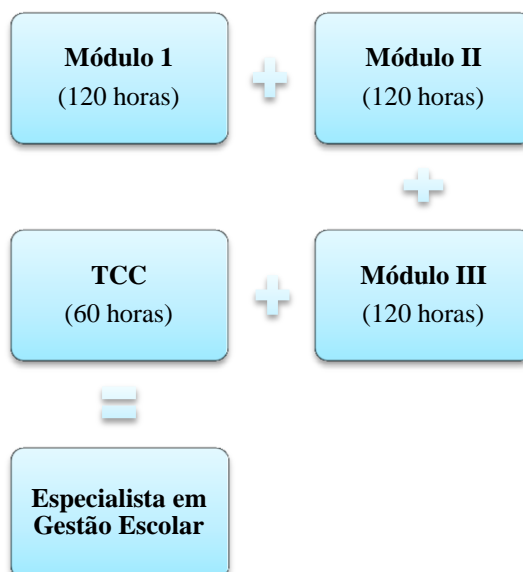 Módulo 1
(120 horas)
+
Módulo II
(120 horas)
+
TCC
(60 horas)
+
Módulo III
(120 horas)
=
Especialista em
Gestão Escolar